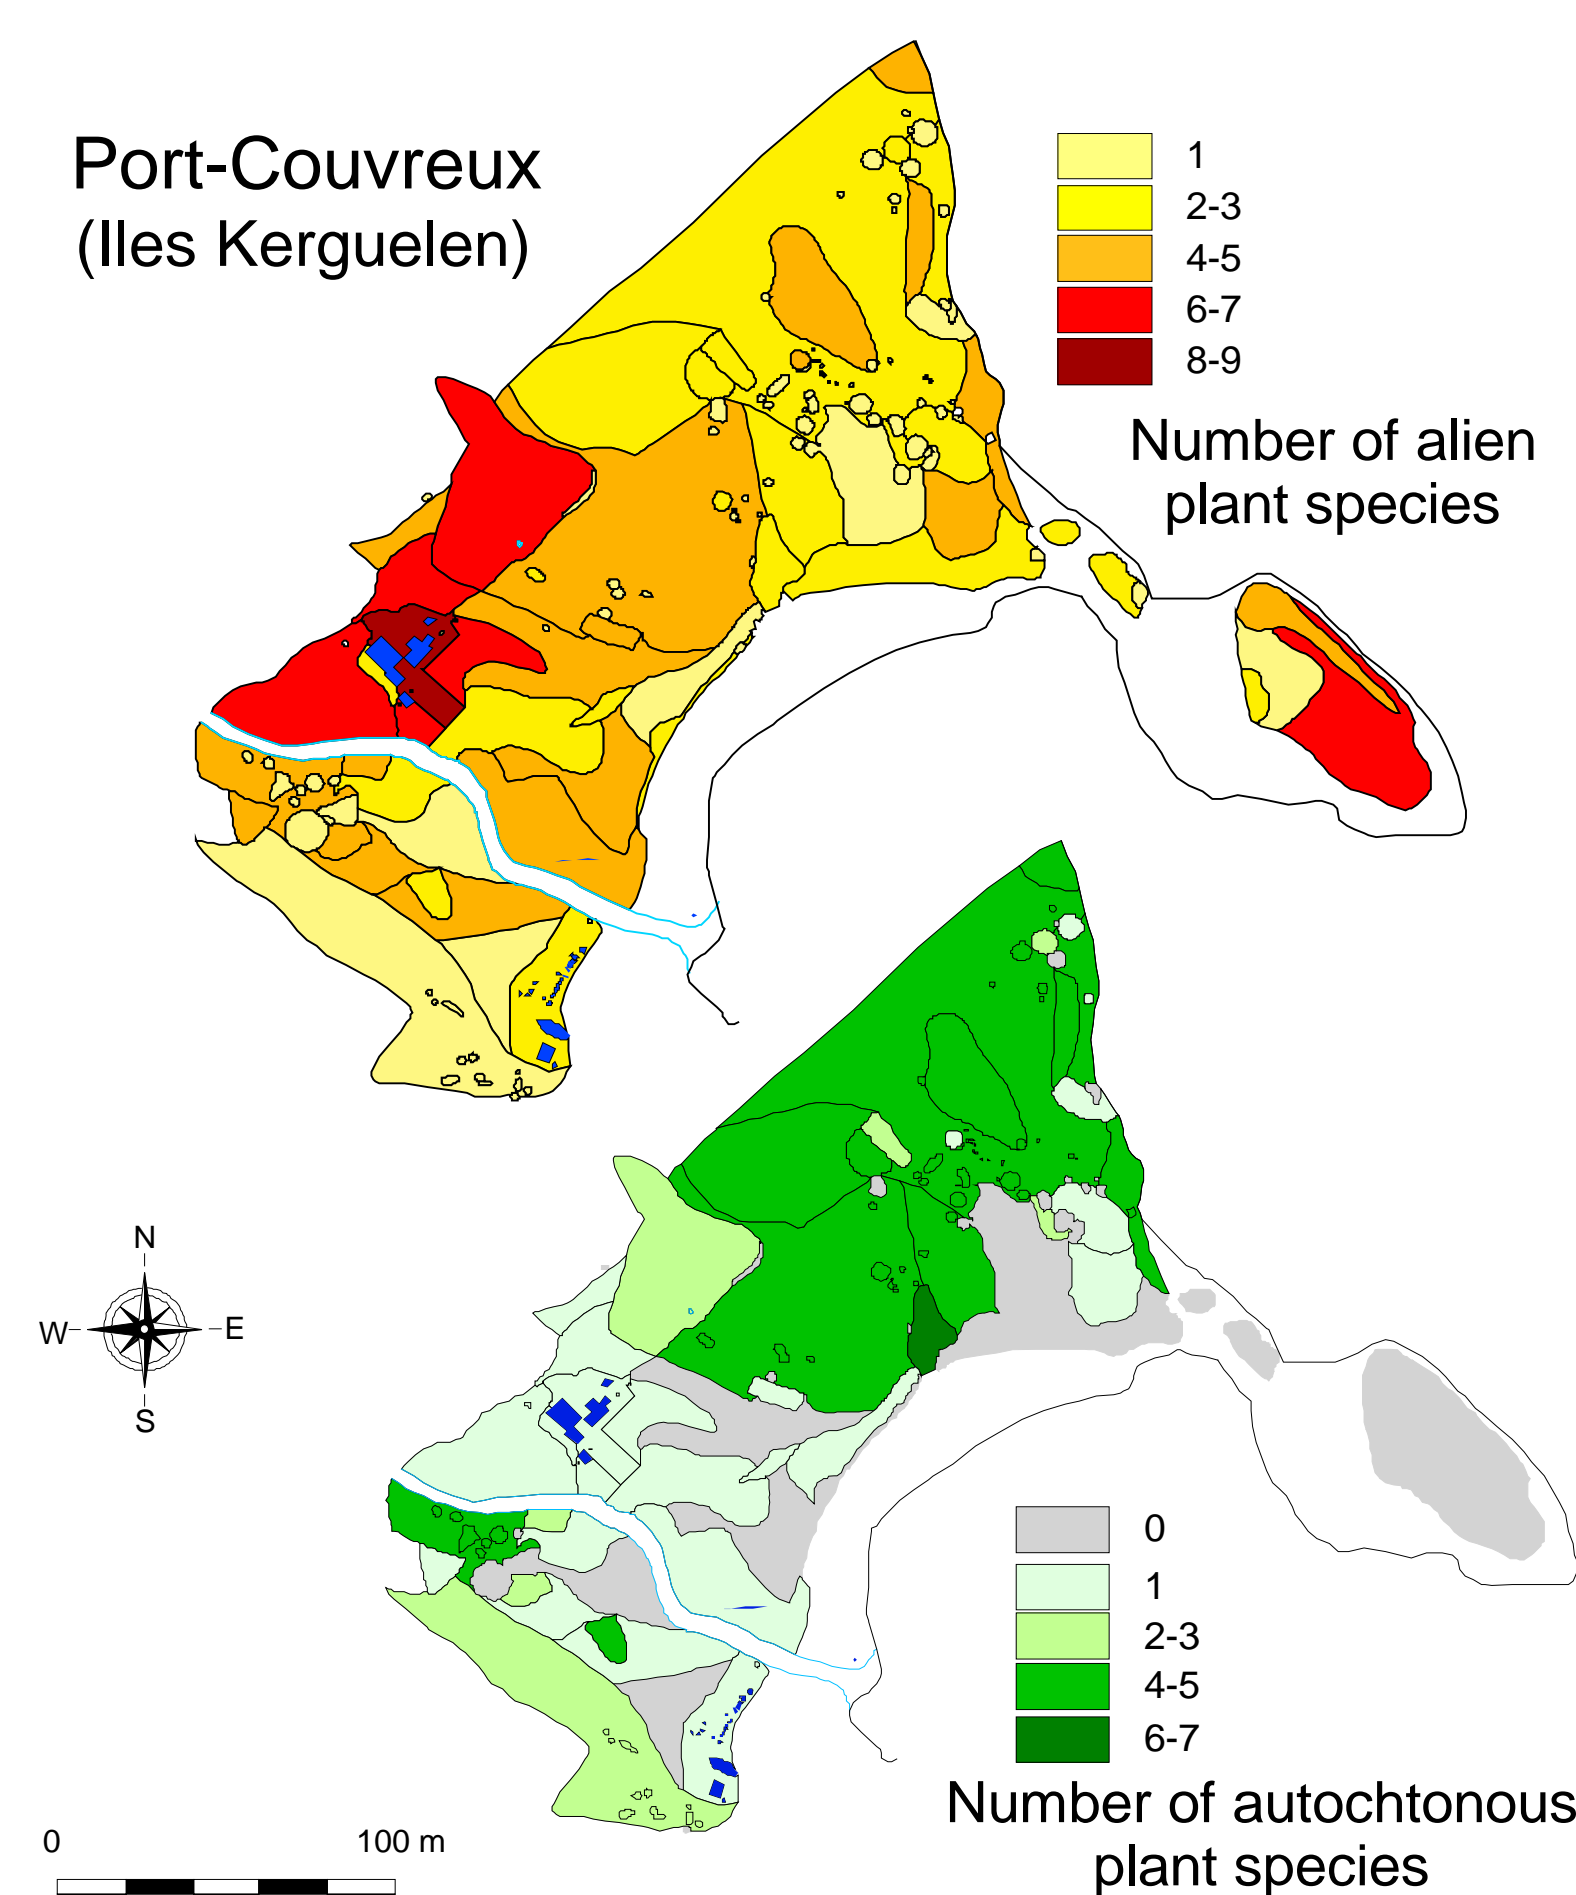 Port-Couvreux
(Iles Kerguelen)
1
2-3
4-5
6-7
8-9
Number of alien
plant species
N
W
E
S
0
1
2-3
4-5
6-7
Number of autochtonous
plant species
0 100 m